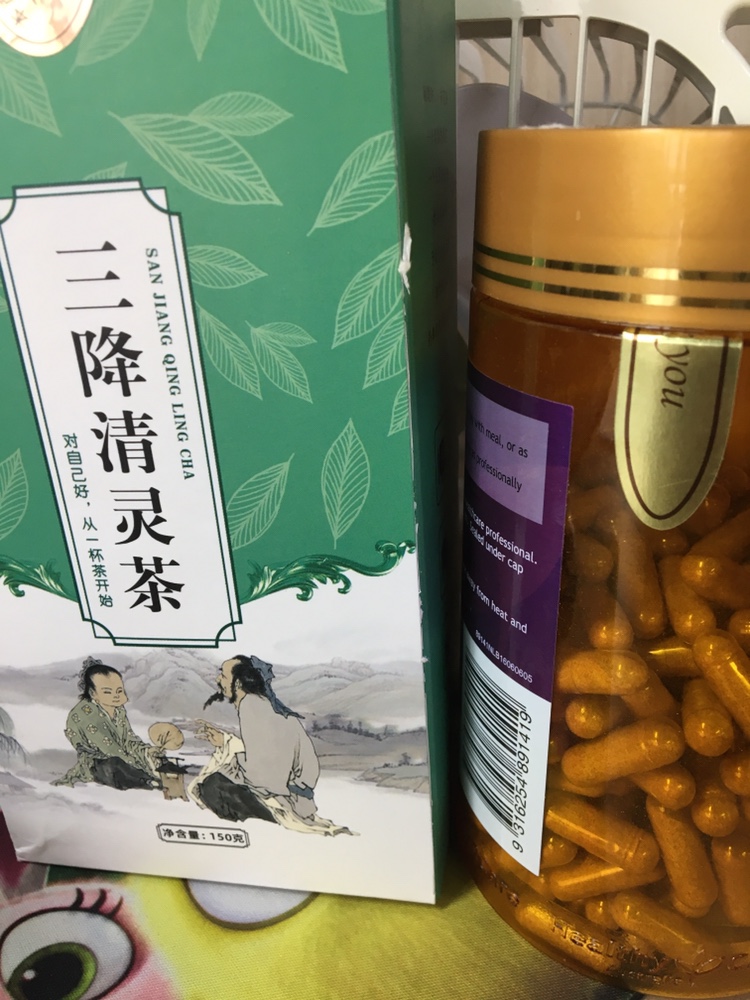 三降清灵茶
SAN JIANG QING LING CHA
对自己好，从一杯茶开始
净含量：150克
you
with meal, or as
professionally
professional.
under cap
from heat and
9 316254 891419